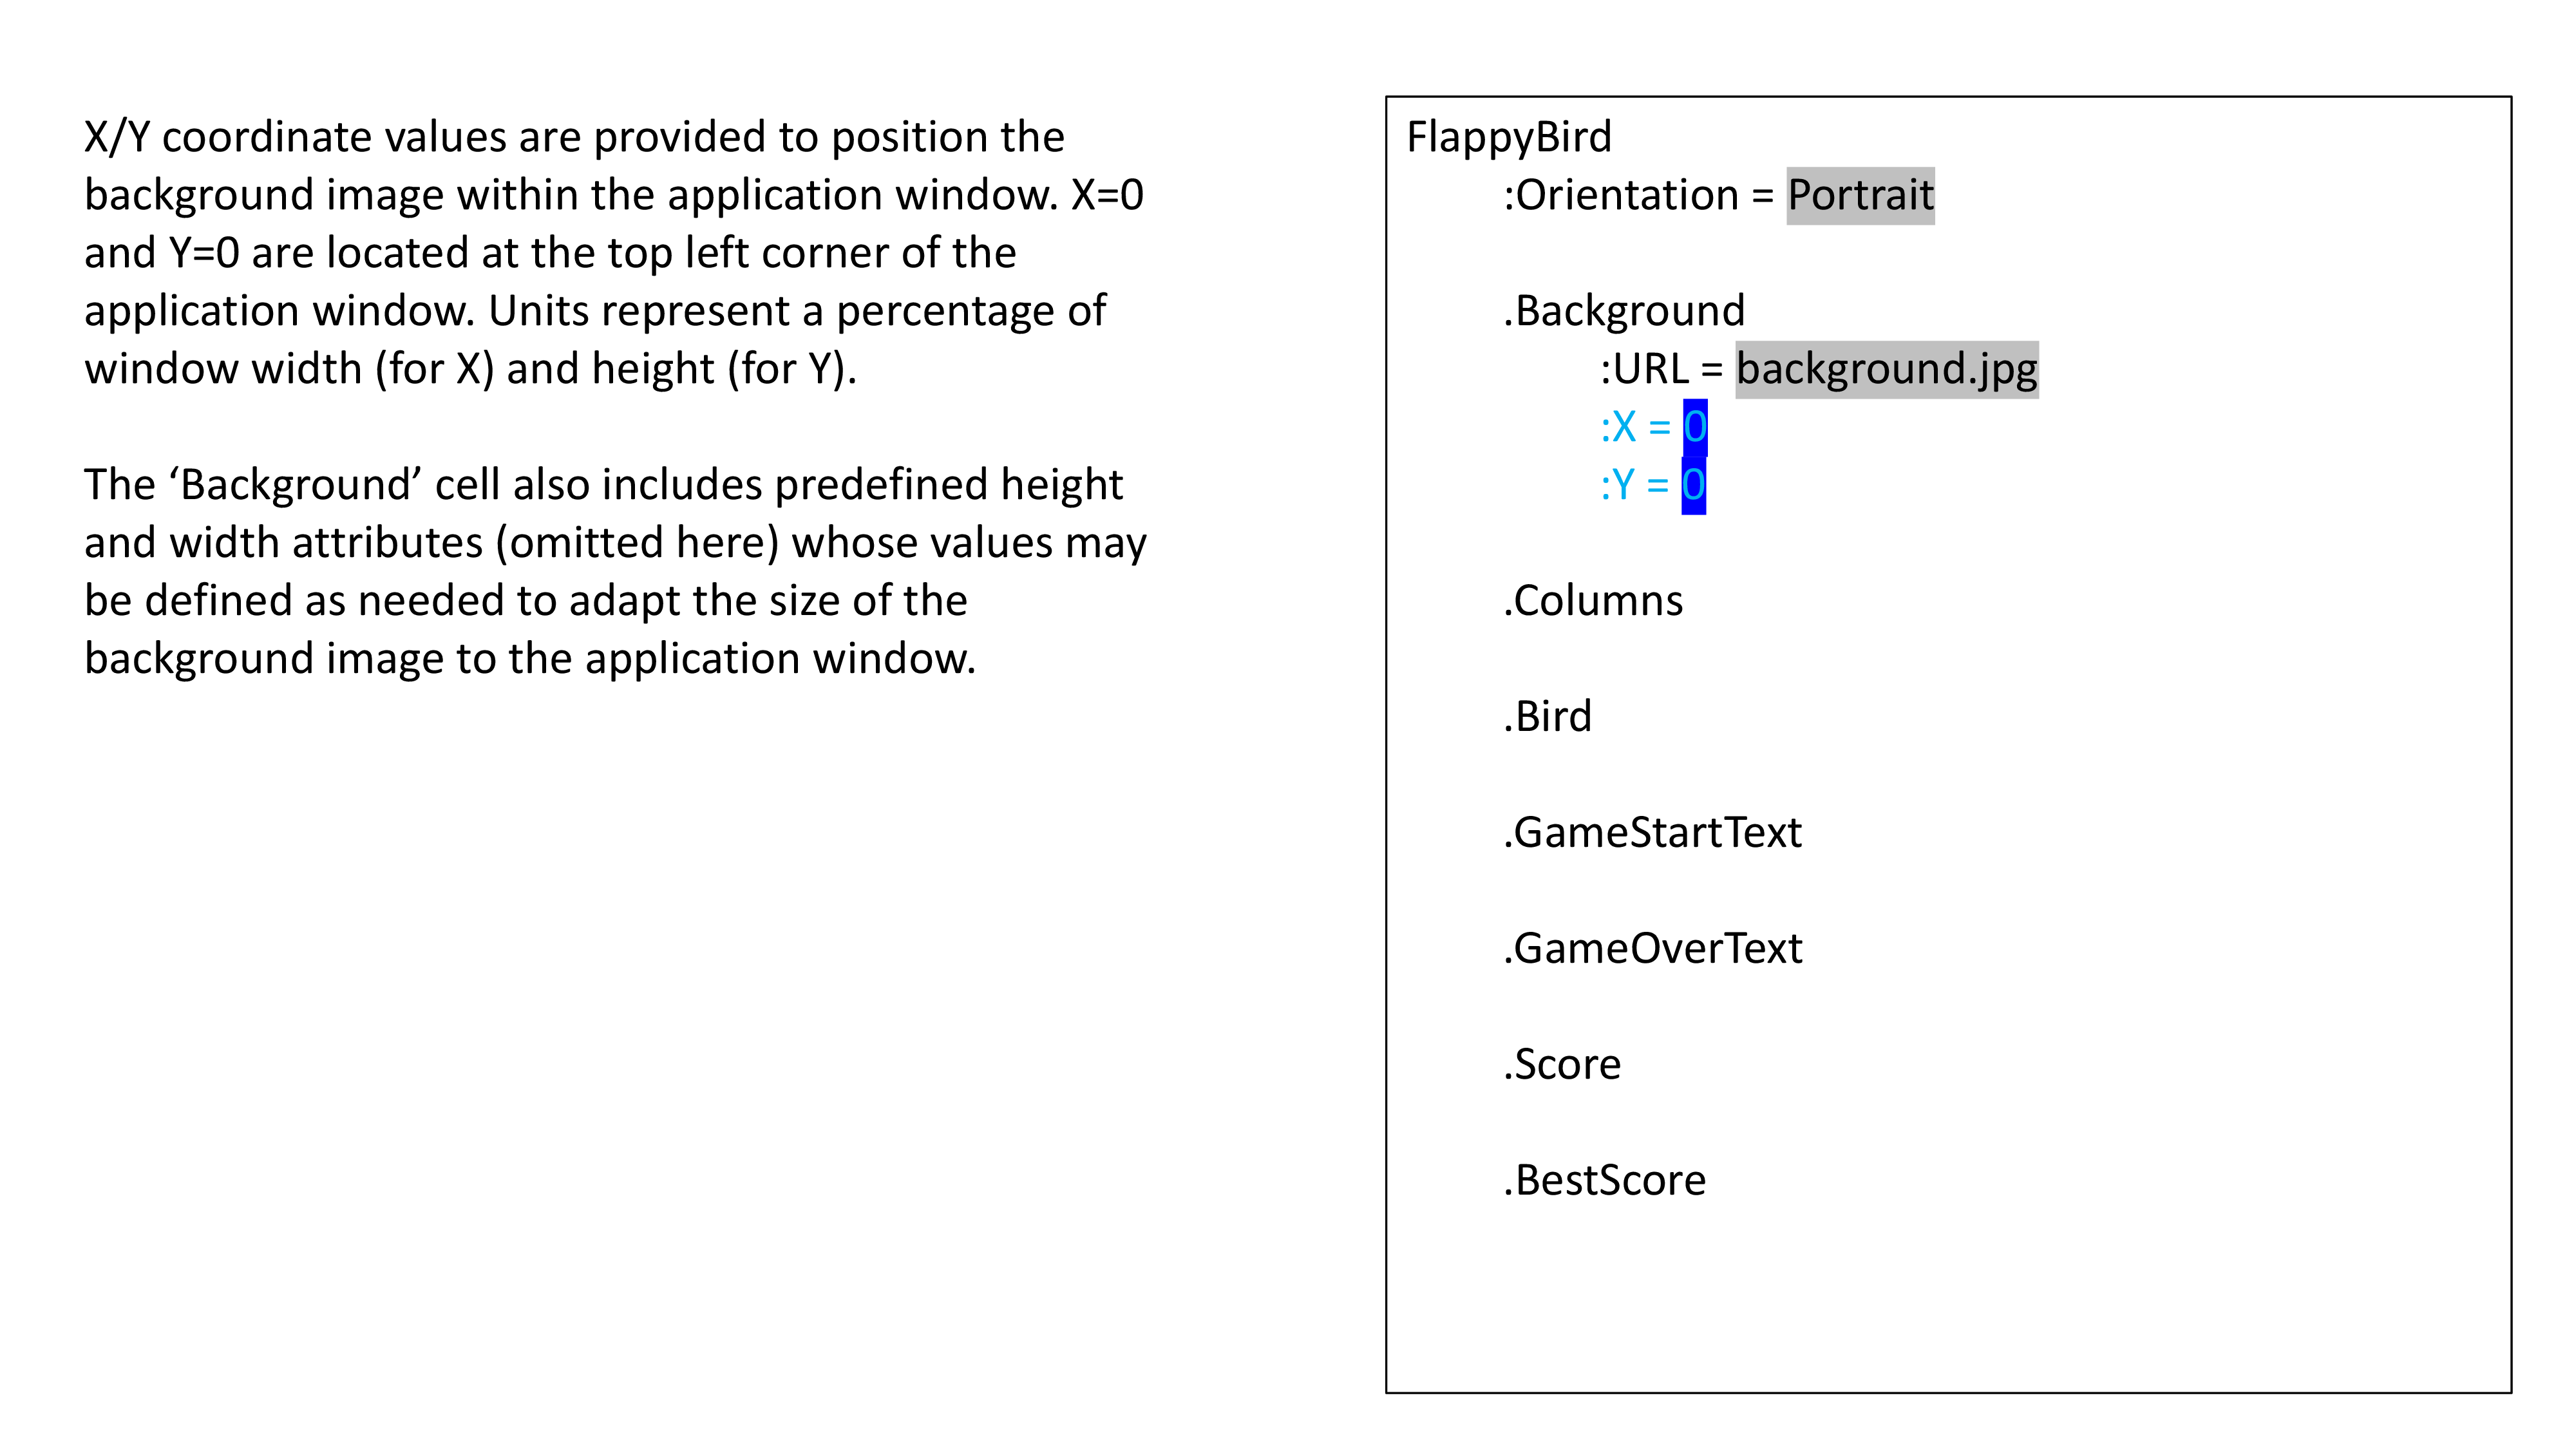 X/Y coordinate values are provided to position the
background image within the application window. X=0
and Y=0 are located at the top left corner of the
application window. Units represent a percentage of
window width (for X) and height (for Y).
The ‘Background’ cell also includes predefined height
and width attributes (omitted here) whose values may
be defined as needed to adapt the size of the
background image to the application window.
FlappyBird
:Orientation = Portrait
.Background
:URL = background.jpg
:X = 0
:Y = 0
.Columns
.Bird
.GameStartText
.GameOverText
.Score
.BestScore